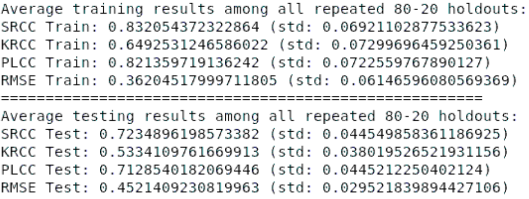 Average training results among all repeated 80-20 holdouts:
SRCC Train: 0.832054372322864 (std: 0.06921102877533623)
KRCC Train: 0.6492531246586022 (std: 0.07299696459250361)
PLCC Train: 0.821359719136242 (std: 0.0722559767890127)
RMSE Train: 0.36204517999711805 (std: 0.06146596080569369)
======================================================
Average testing results among all repeated 80-20 holdouts:
SRCC Test: 0.7234896198573382 (std: 0.044549858361186925)
KRCC Test: 0.5334109761669913 (std: 0.038019526521931156)
PLCC Test: 0.7128540182069446 (std: 0.0445212250402124)
RMSE Test: 0.4521409230819963 (std: 0.029521839894427106)